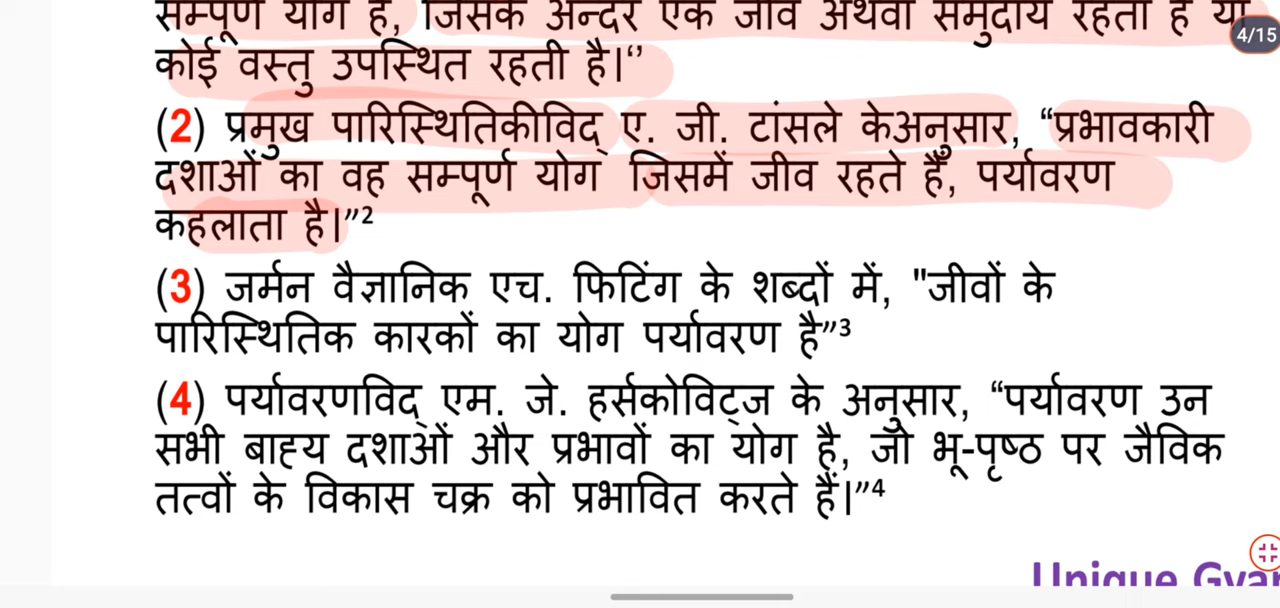 सम्पूर्ण योग है, जिसके अन्दर एक जीव अथवा समुदाय रहता है या
4/15
कोई वस्तु उपस्थित रहती है।‘’
(2) प्रमुख पारिस्थितिकीविद् ए. जी. टांसले केअनुसार, “प्रभावकारी
दशाओं का वह सम्पूर्ण योग जिसमें जीव रहते हैं, पर्यावरण
कहलाता है।”²
(3) जर्मन वैज्ञानिक एच. फिटिंग के शब्दों में, "जीवों के
पारिस्थितिक कारकों का योग पर्यावरण है”³
(4) पर्यावरणविद् एम. जे. हर्सकोविट्ज के अनुसार, “पर्यावरण उन
सभी बाह्य दशाओं और प्रभावों का योग है, जो भू-पृष्ठ पर जैविक
तत्वों के विकास चक्र को प्रभावित करते हैं।”⁴
Unique